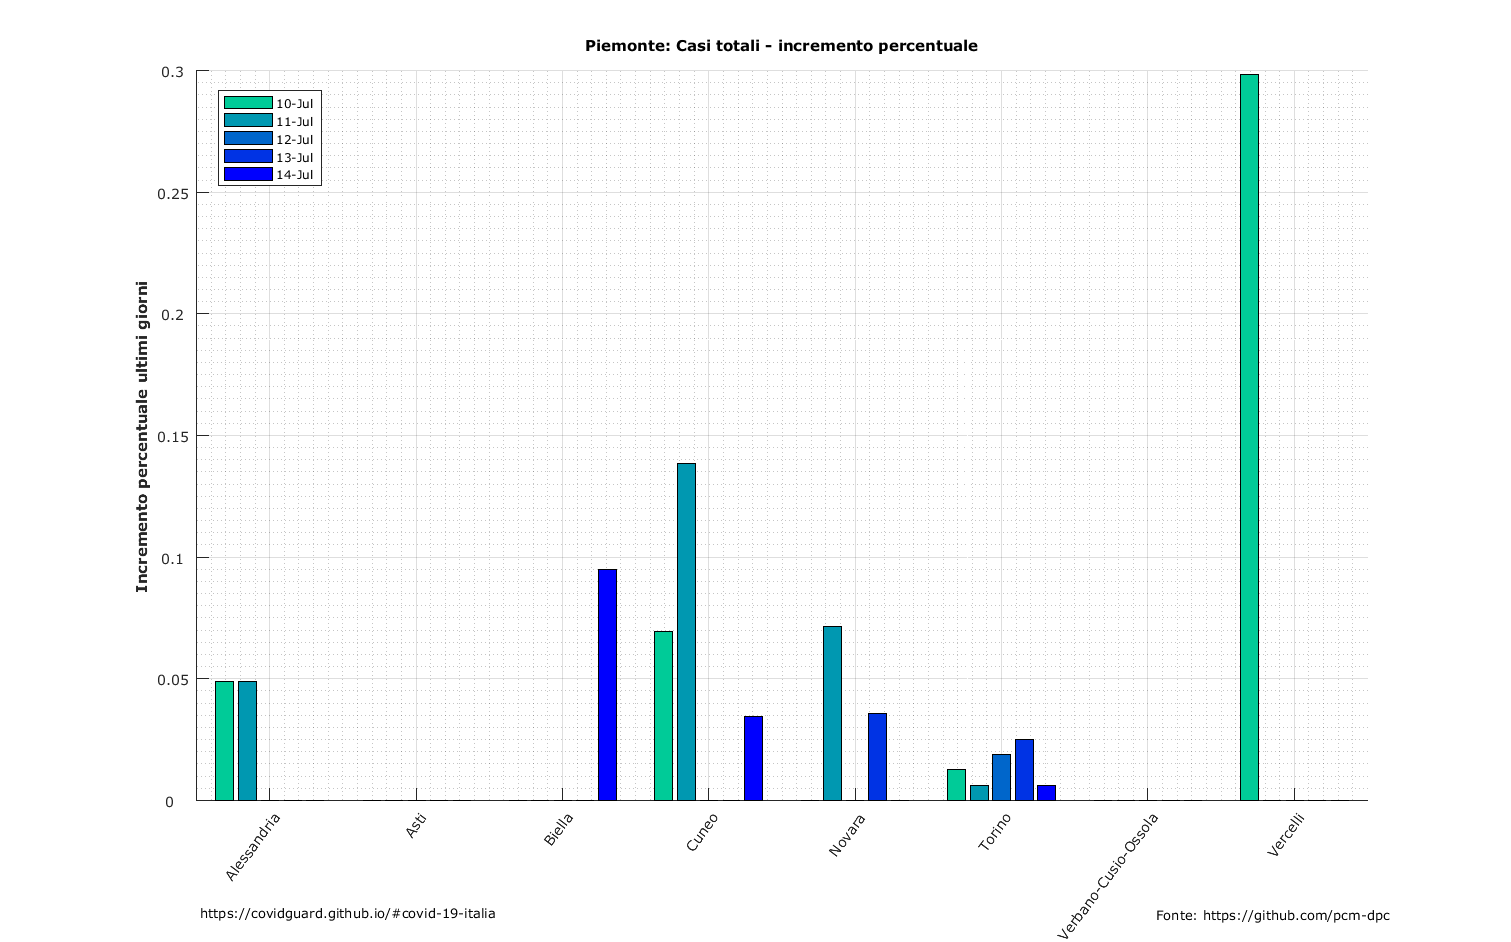 Piemonte: Casi totali - incremento percentuale
0.3
0.25
0.2
0.15
0.1
0.05
0
Incremento percentuale ultimi giorni
10-Jul
11-Jul
12-Jul
13-Jul
14-Jul
Alessandria
Asti
Biella
Cuneo
Novara
Torino
Verbano-Cusio-Ossola
Vercelli
https://covidguard.github.io/#covid-19-italia
Fonte: https://github.com/pcm-dpc